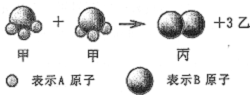 + → +3乙
甲 甲 丙
表示A原子 表示B原子